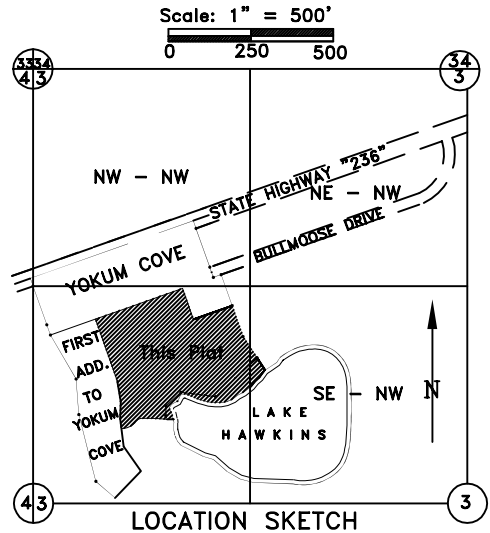 Scale: 1" = 500'
0 250 500
33 34
4 3
34
3
NW - NW
STATE HIGHWAY "236"
NE - NW
BULLMOOSE DRIVE
YOKUM COVE
FIRST
ADD.
TO
YOKUM
COVE
This Plat
SE - NW
N
LAKE
HAWKINS
4 3
3
LOCATION SKETCH